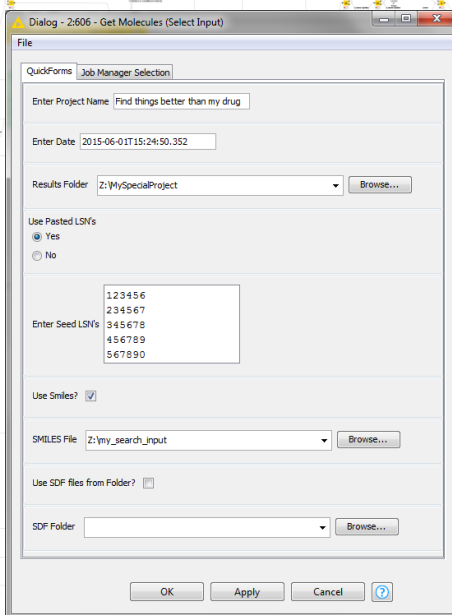 Dialog - 2:606 - Get Molecules (Select Input)
File
QuickForms Job Manager Selection
Enter Project Name Find things better than my drug
Enter Date 2015-06-01T15:24:50.352
Results Folder Z:\MySpecialProject Browse...
Use Pasted LSN's
Yes
No
Enter Seed LSN's
123456
234567
345678
456789
567890
Use Smiles?
SMILES File Z:\my_search_input Browse...
Use SDF files from Folder?
SDF Folder Browse...
OK Apply Cancel ?